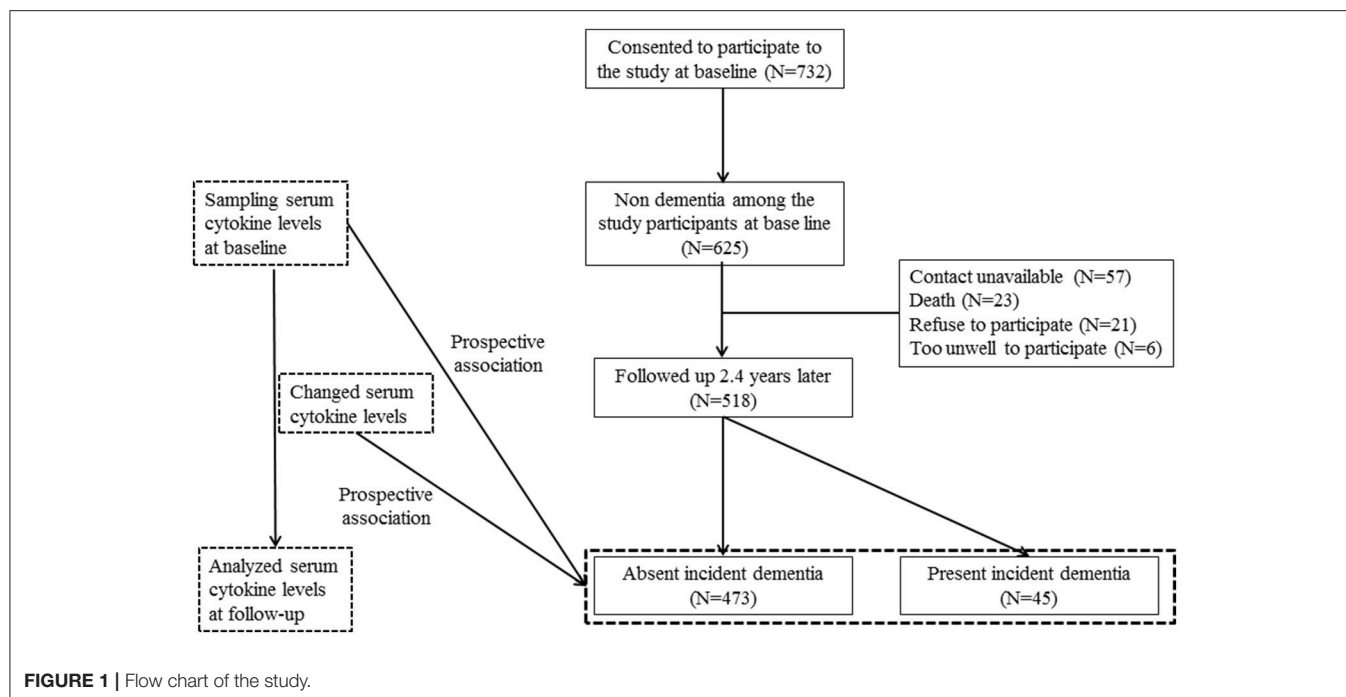 Consented to participate to
the study at baseline (N=732)
Sampling serum
cytokine levels
at baseline
Non dementia among the
study participants at base line
(N=625)
Contact unavailable (N=57)
Death (N=23)
Refuse to participate (N=21)
Too unwell to participate (N=6)
Prospective
association
Followed up 2.4 years later
(N=518)
Changed serum
cytokine levels
Prospective
association
Analyzed serum
cytokine levels
at follow-up
Absent incident dementia
(N=473)
Present incident dementia
(N=45)
FIGURE 1 | Flow chart of the study.